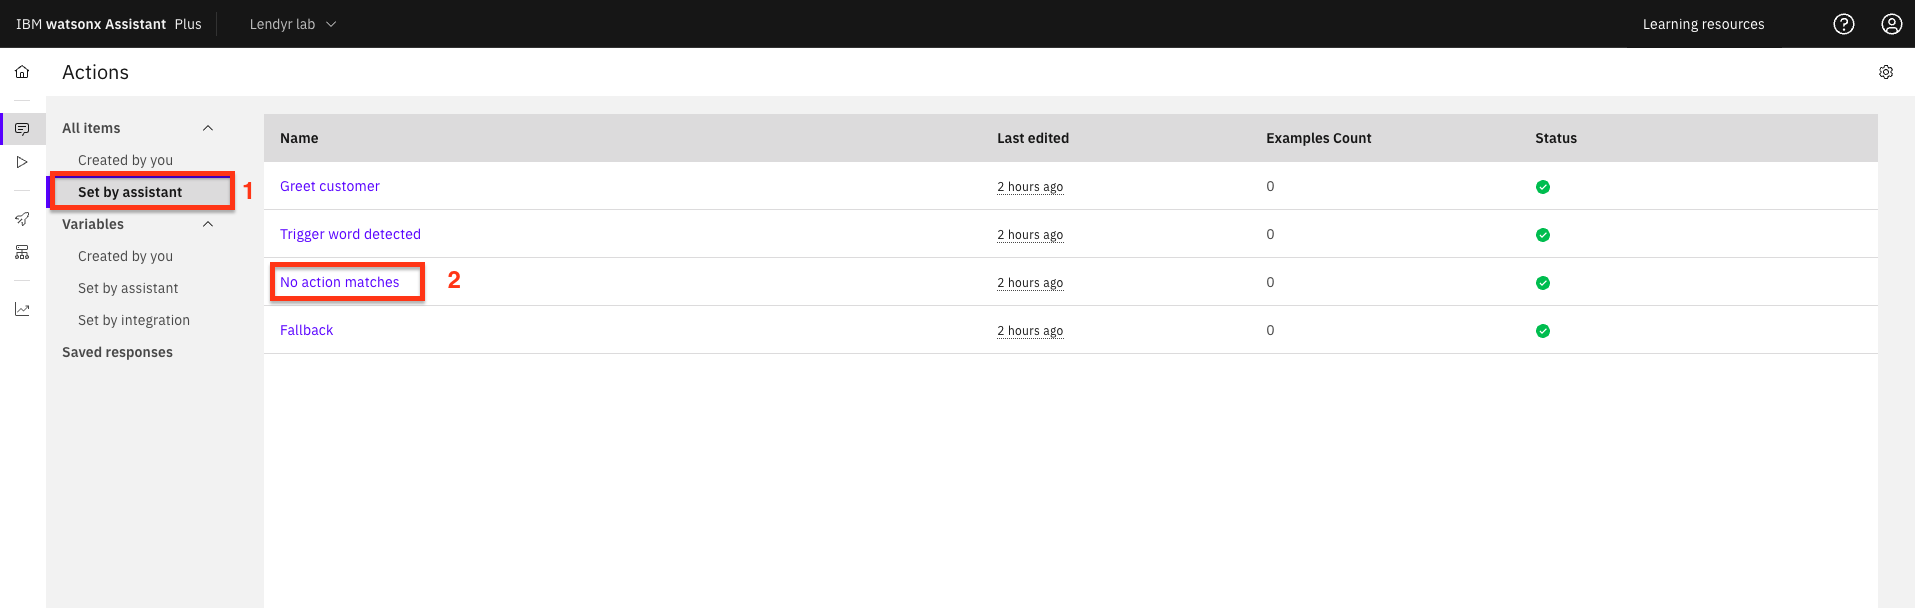 IBM watsonx Assistant Plus
Lendyr lab
Learning resources
Actions
All items
Created by you
Set by assistant
1
Variables
Created by you
Set by assistant
Set by integration
Saved responses
Name Last edited Examples Count Status
Greet customer 2 hours ago 0
Trigger word detected 2 hours ago 0
No action matches 2 2 hours ago 0
Fallback 2 hours ago 0